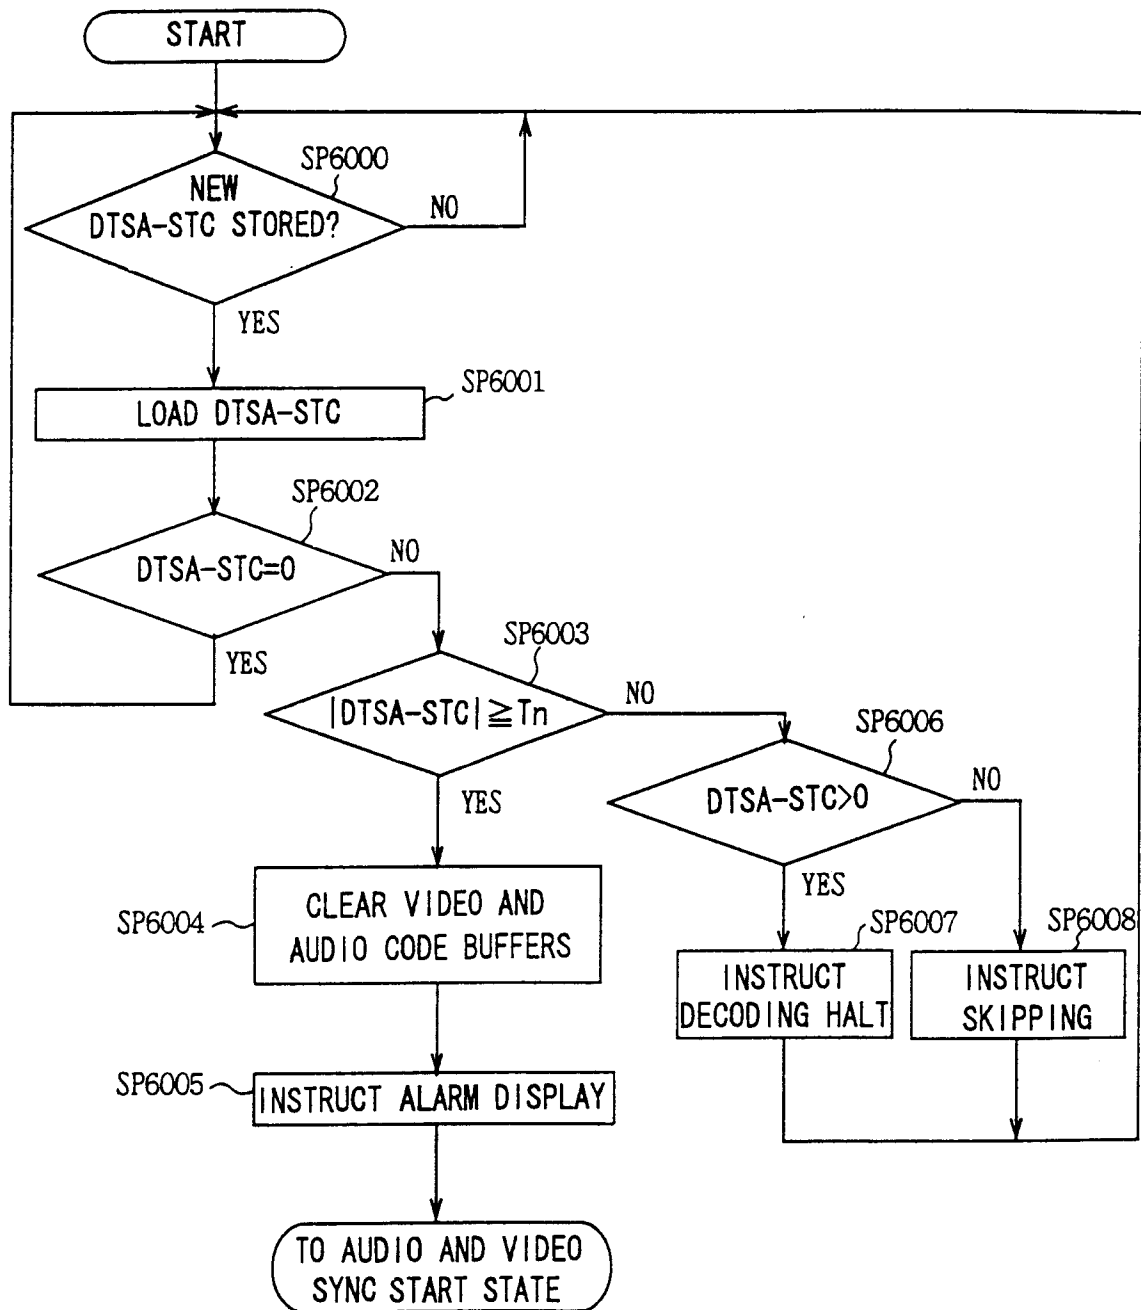 START
SP6000
NEW
DTSA-STC STORED?
NO
YES
SP6001
LOAD DTSA-STC
SP6002
DTSA-STC=0
NO
YES
SP6003
|DTSA-STC|≧Tn
NO
YES
SP6006
DTSA-STC>0
NO
YES
SP6004
CLEAR VIDEO AND
AUDIO CODE BUFFERS
SP6007
INSTRUCT
DECODING HALT
SP6008
INSTRUCT
SKIPPING
SP6005
INSTRUCT ALARM DISPLAY
TO AUDIO AND VIDEO
SYNC START STATE